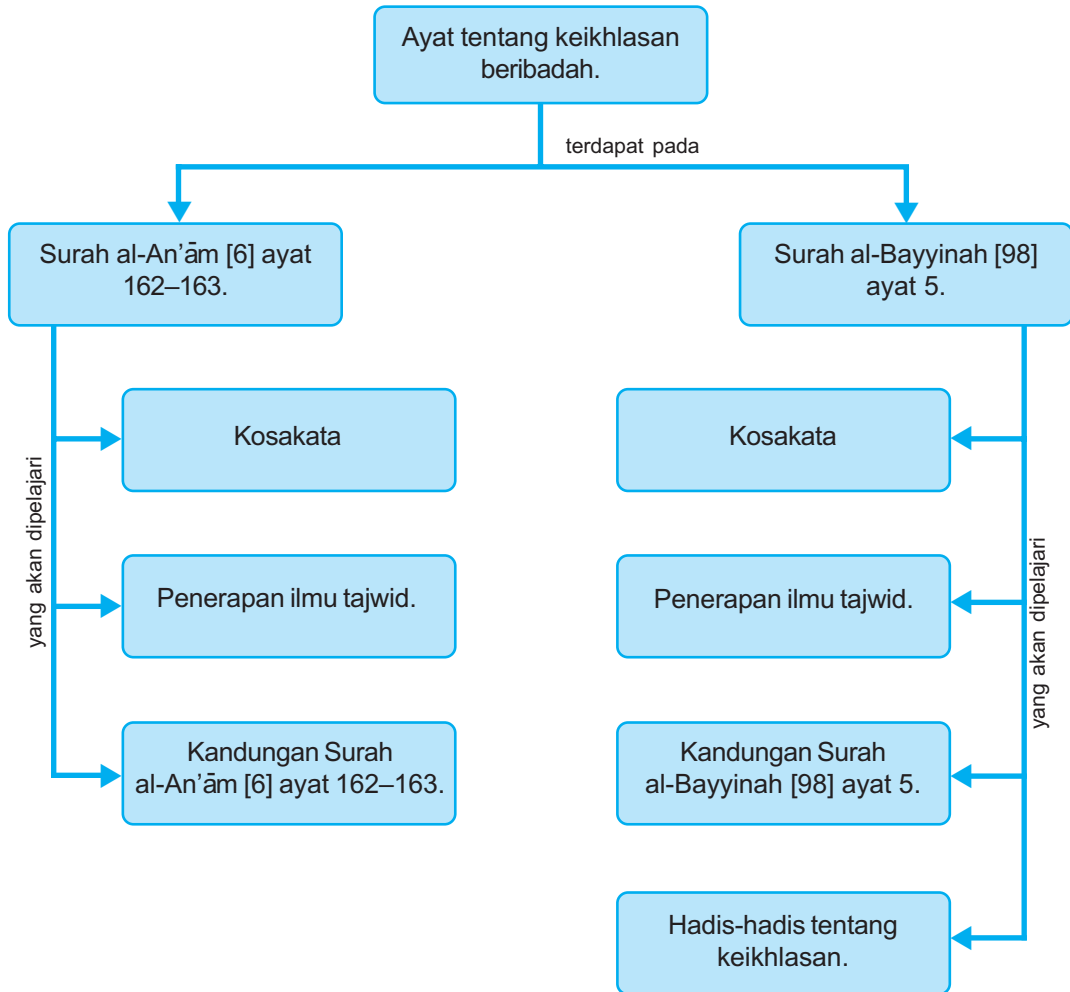 Ayat tentang keikhlasan
beribadah.
terdapat pada
Surah al-An’ām [6] ayat
162–163.
Surah al-Bayyinah [98]
ayat 5.
yang akan dipelajari
Kosakata
Penerapan ilmu tajwid.
Kandungan Surah
al-An’ām [6] ayat 162–163.
yang akan dipelajari
Kosakata
Penerapan ilmu tajwid.
Kandungan Surah
al-Bayyinah [98] ayat 5.
Hadis-hadis tentang
keikhlasan.